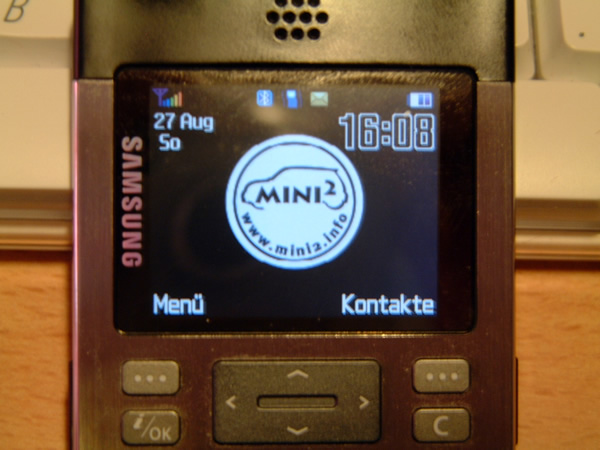 B
27 Aug
16:08
So
SAMSUNG
MINI²
www.mini2.info
Menü
Kontakte
i/OK
C